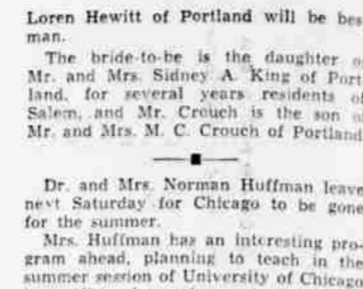 Loren Hewitt of Portland will be bes
man.
The bride-to-be is the daughter o
Mr. and Mrs. Sidney A. King of Port
land, for several years residents of
Salem, and Mr. Crouch is the son of
Mr. and Mrs. M. C. Crouch of Portland
Dr. and Mrs. Norman Huffman leave
next Saturday for Chicago to be gone
for the summer.
Mrs. Huffman has an interesting pro-
gram ahead, planning to teach in the
summer session of University of Chicago